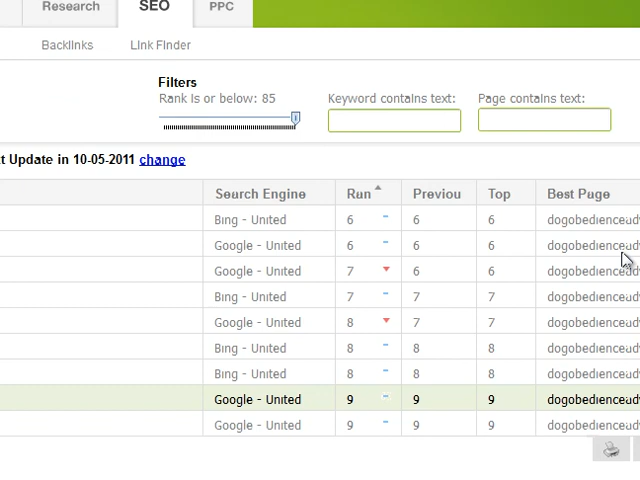 Research SEO PPC
Backlinks Link Finder
Filters
Rank is or below: 85 Keyword contains text: Page contains text:
t Update in 10-05-2011 change
Search Engine Run Previou Top Best Page
Bing - United 6 6 6 dogobedienceadv
Google - United 6 6 6 dogobedienceadv
Google - United 7 6 6 dogobedienceadv
Bing - United 7 7 7 dogobedienceadv
Google - United 8 7 7 dogobedienceadv
Bing - United 8 8 8 dogobedienceadv
Bing - United 8 8 8 dogobedienceadv
Google - United 9 9 9 dogobedienceadv
Google - United 9 9 9 dogobedienceadv